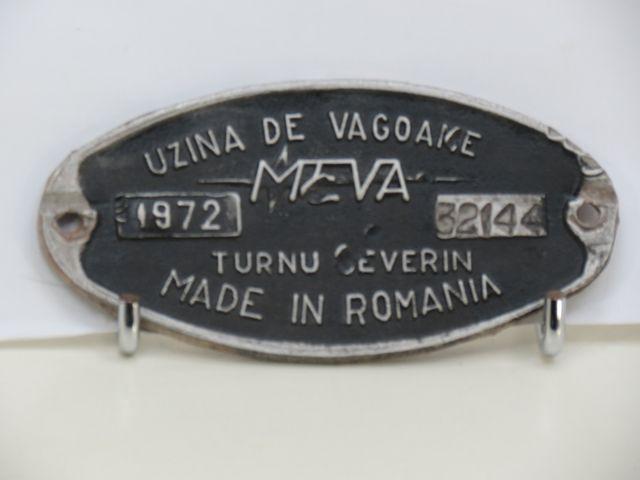 UZINA DE VAGOANE
MEVA
1972 32144
TURNU SEVERIN
MADE IN ROMANIA